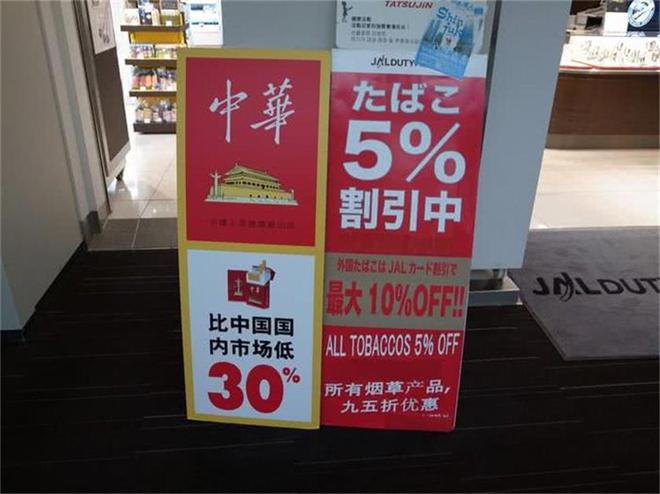 TATSUJIN
中華
比中国国
内市场低
30%
JALDUTY
たばこ
5%
割引中
外国たばこはJALカード割引で
最大10%OFF!!
ALL TOBACCOS 5% OFF
所有烟草产品,
九五折优惠
JALDUTY